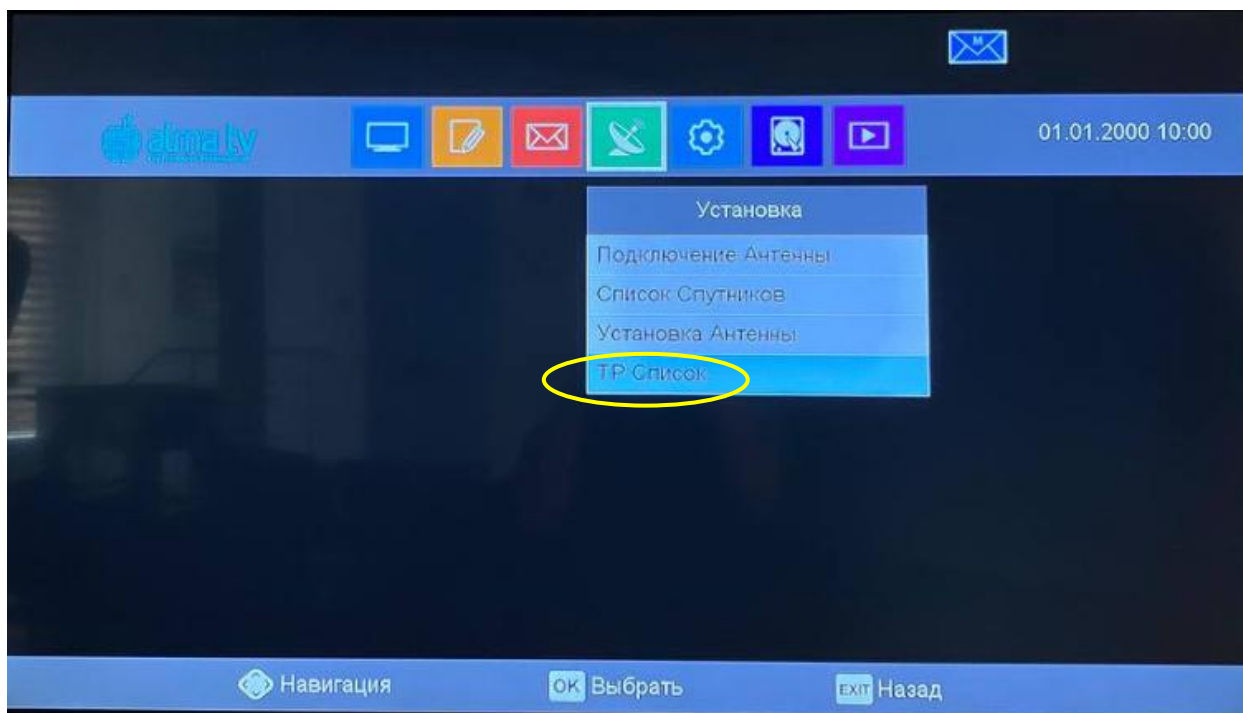 M
alma tv
01.01.2000 10:00
Установка
Подключение Антенны
Список Спутников
Установка Антенны
TP Список
Навигация
OK Выбрать
EXIT Назад